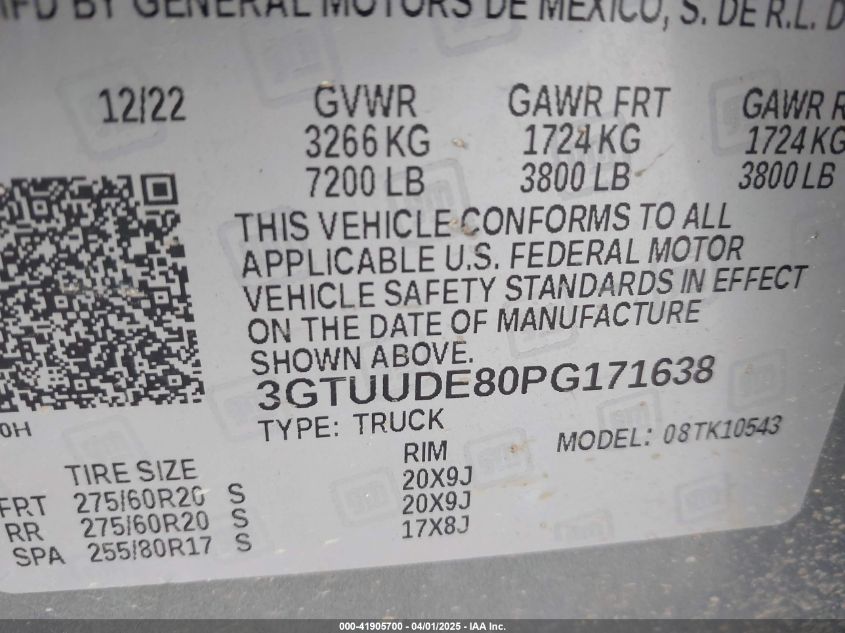 MFD BY GENERAL MOTORS DE MEXICO, S. DE R.L. D
12/22 GVWR GAWR FRT GAWR R
3266 KG 1724 KG 1724 KG
7200 LB 3800 LB 3800 LB
THIS VEHICLE CONFORMS TO ALL
APPLICABLE U.S. FEDERAL MOTOR
VEHICLE SAFETY STANDARDS IN EFFECT
ON THE DATE OF MANUFACTURE
SHOWN ABOVE.
3GTUUDE80PG171638
0H
TYPE: TRUCK MODEL: 08TK10543
TIRE SIZE RIM
FRT 275/60R20 S 20X9J
RR 275/60R20 S 20X9J
SPA 255/80R17 S 17X8J
000-41905700 - 04/01/2025 - IAA Inc.